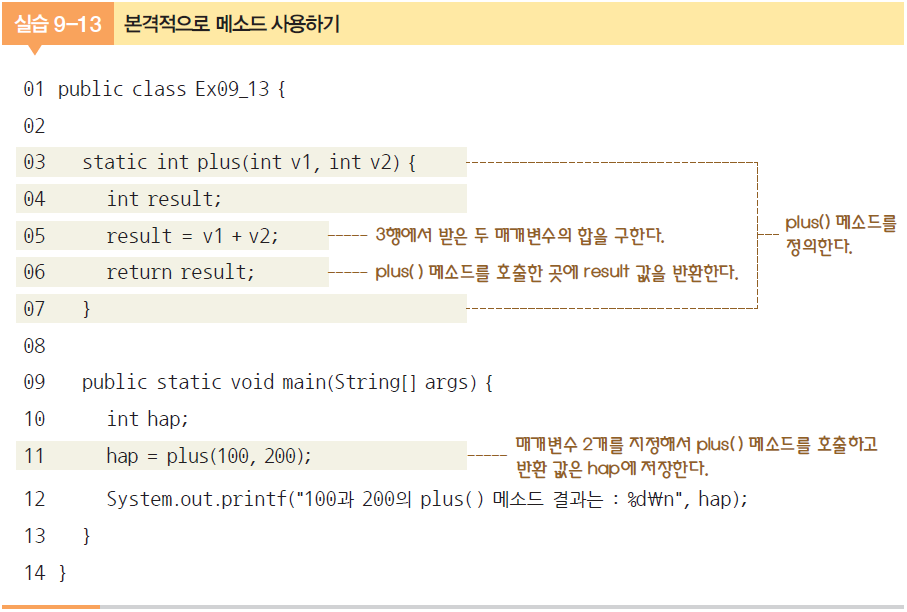 실습 9-13 본격적으로 메소드 사용하기
01 public class Ex09_13 {
02
03 static int plus(int v1, int v2) {
04 int result;
05 result = v1 + v2; 3행에서 받은 두 매개변수의 합을 구한다.
06 return result; plus() 메소드를 호출한 곳에 result 값을 반환한다.
07 }
plus() 메소드를
정의한다.
08
09 public static void main(String[] args) {
10 int hap;
11 hap = plus(100, 200);
매개변수 2개를 지정해서 plus() 메소드를 호출하고
반환 값은 hap에 저장한다.
12 System.out.printf("100과 200의 plus() 메소드 결과는 : %d₩n", hap);
13 }
14 }